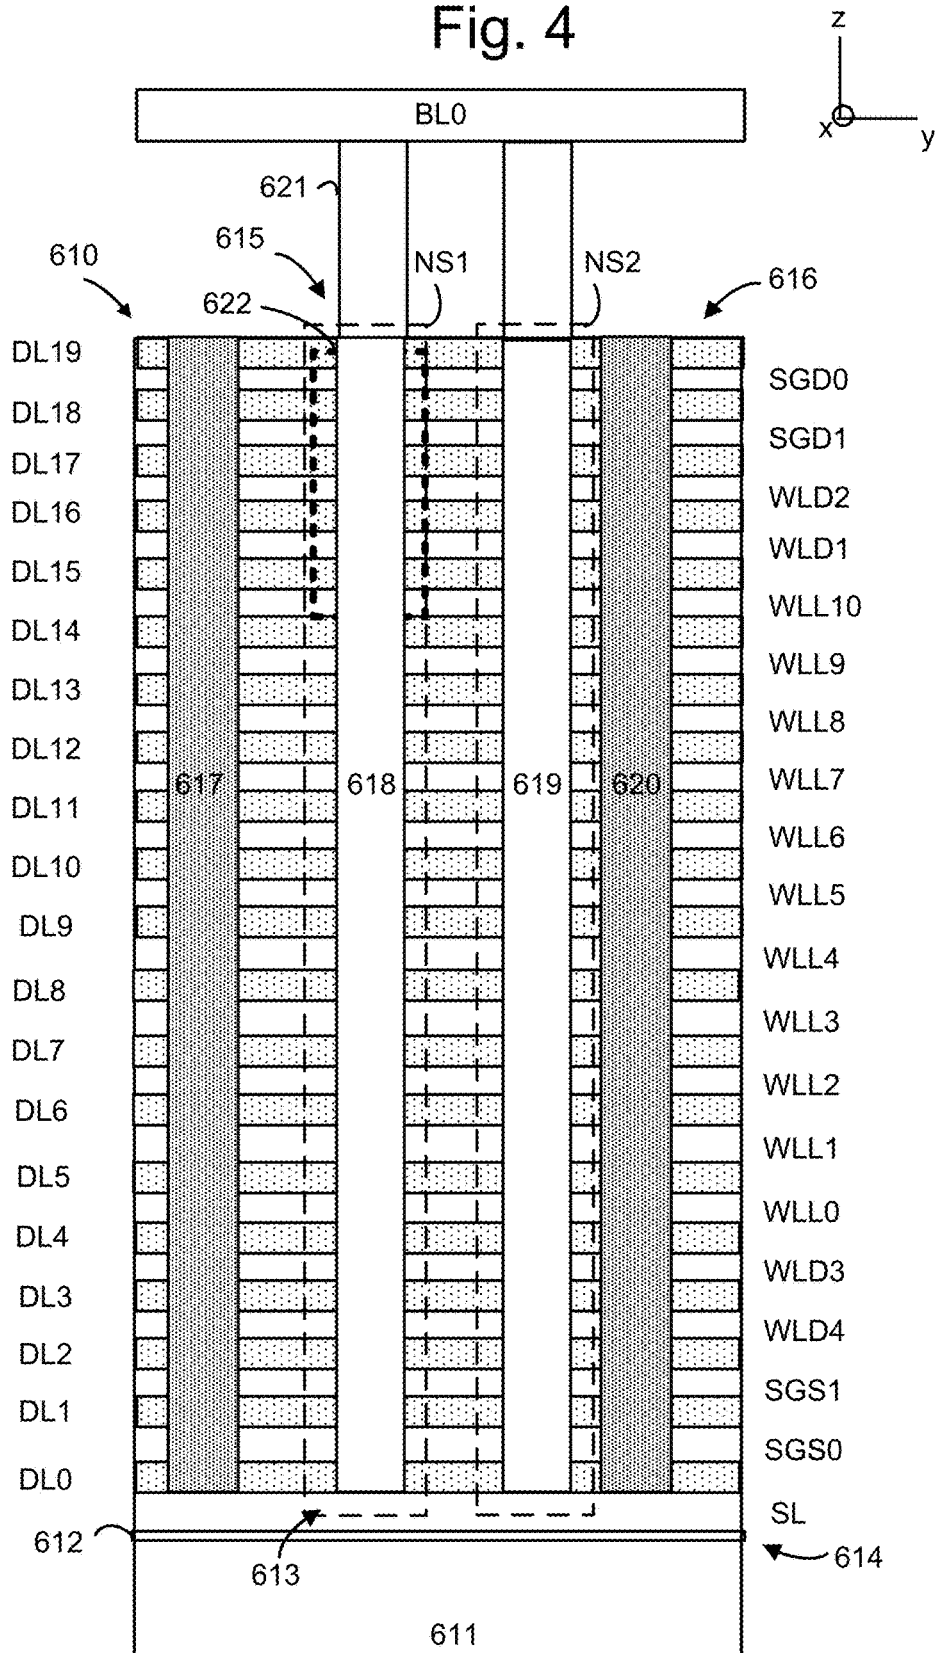 Fig. 4
z
x
y
BL0
621
615
610
NS1
NS2
616
622
DL19
SGD0
DL18
SGD1
DL17
WLD2
DL16
WLD1
DL15
WLL10
DL14
WLL9
DL13
WLL8
DL12
WLL7
617
618
619
620
DL11
WLL6
DL10
WLL5
DL9
WLL4
DL8
WLL3
DL7
WLL2
DL6
WLL1
DL5
WLL0
DL4
WLD3
DL3
WLD4
DL2
SGS1
DL1
SGS0
DL0
SL
612
614
613
611